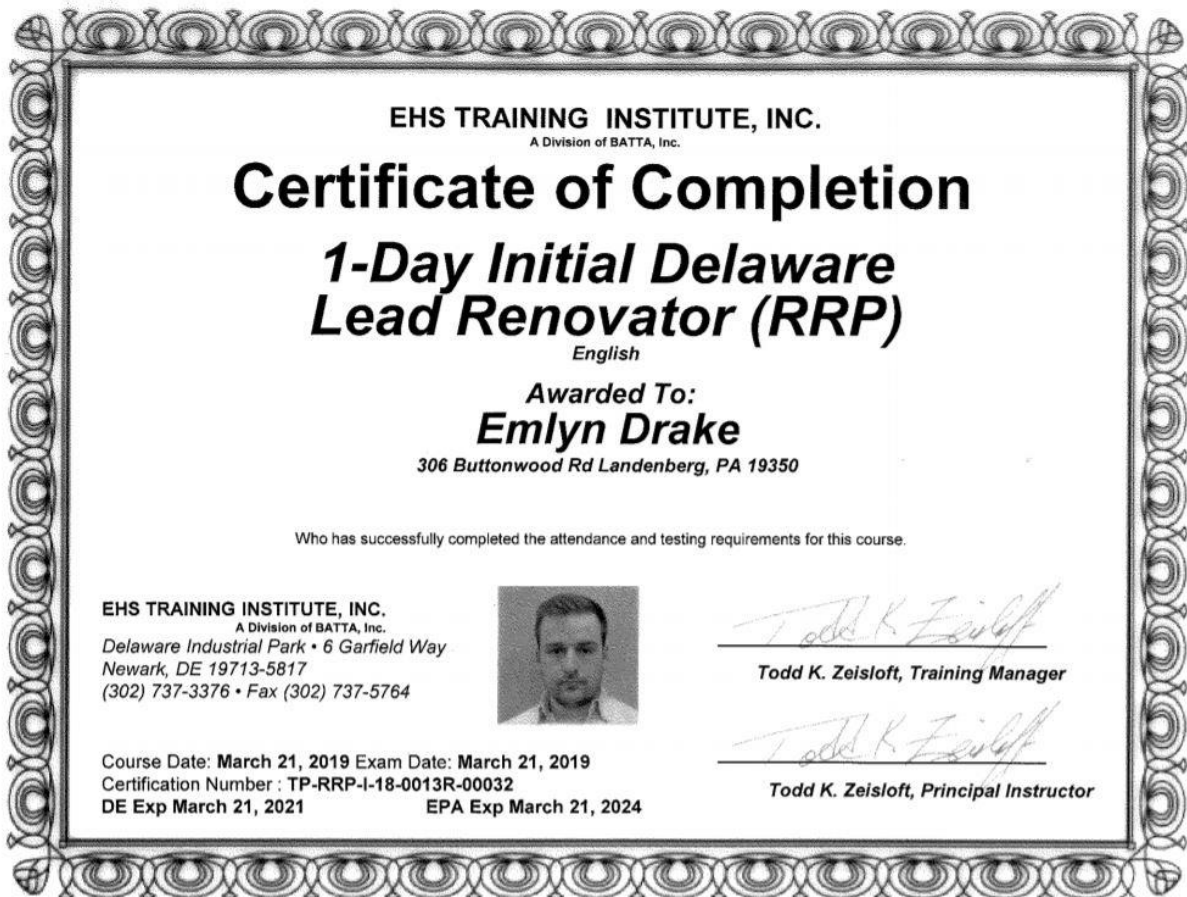 EHS TRAINING INSTITUTE, INC.
A Division of BATTA, Inc.
Certificate of Completion
1-Day Initial Delaware
Lead Renovator (RRP)
English
Awarded To:
Emlyn Drake
306 Buttonwood Rd Landenberg, PA 19350
Who has successfully completed the attendance and testing requirements for this course.
EHS TRAINING INSTITUTE, INC.
A Division of BATTA, Inc.
Delaware Industrial Park • 6 Garfield Way
Newark, DE 19713-5817
(302) 737-3376 • Fax (302) 737-5764
Todd K Zeisloft
Todd K. Zeisloft, Training Manager
Todd K Zeisloft
Todd K. Zeisloft, Principal Instructor
Course Date: March 21, 2019 Exam Date: March 21, 2019
Certification Number : TP-RRP-I-18-0013R-00032
DE Exp March 21, 2021 EPA Exp March 21, 2024